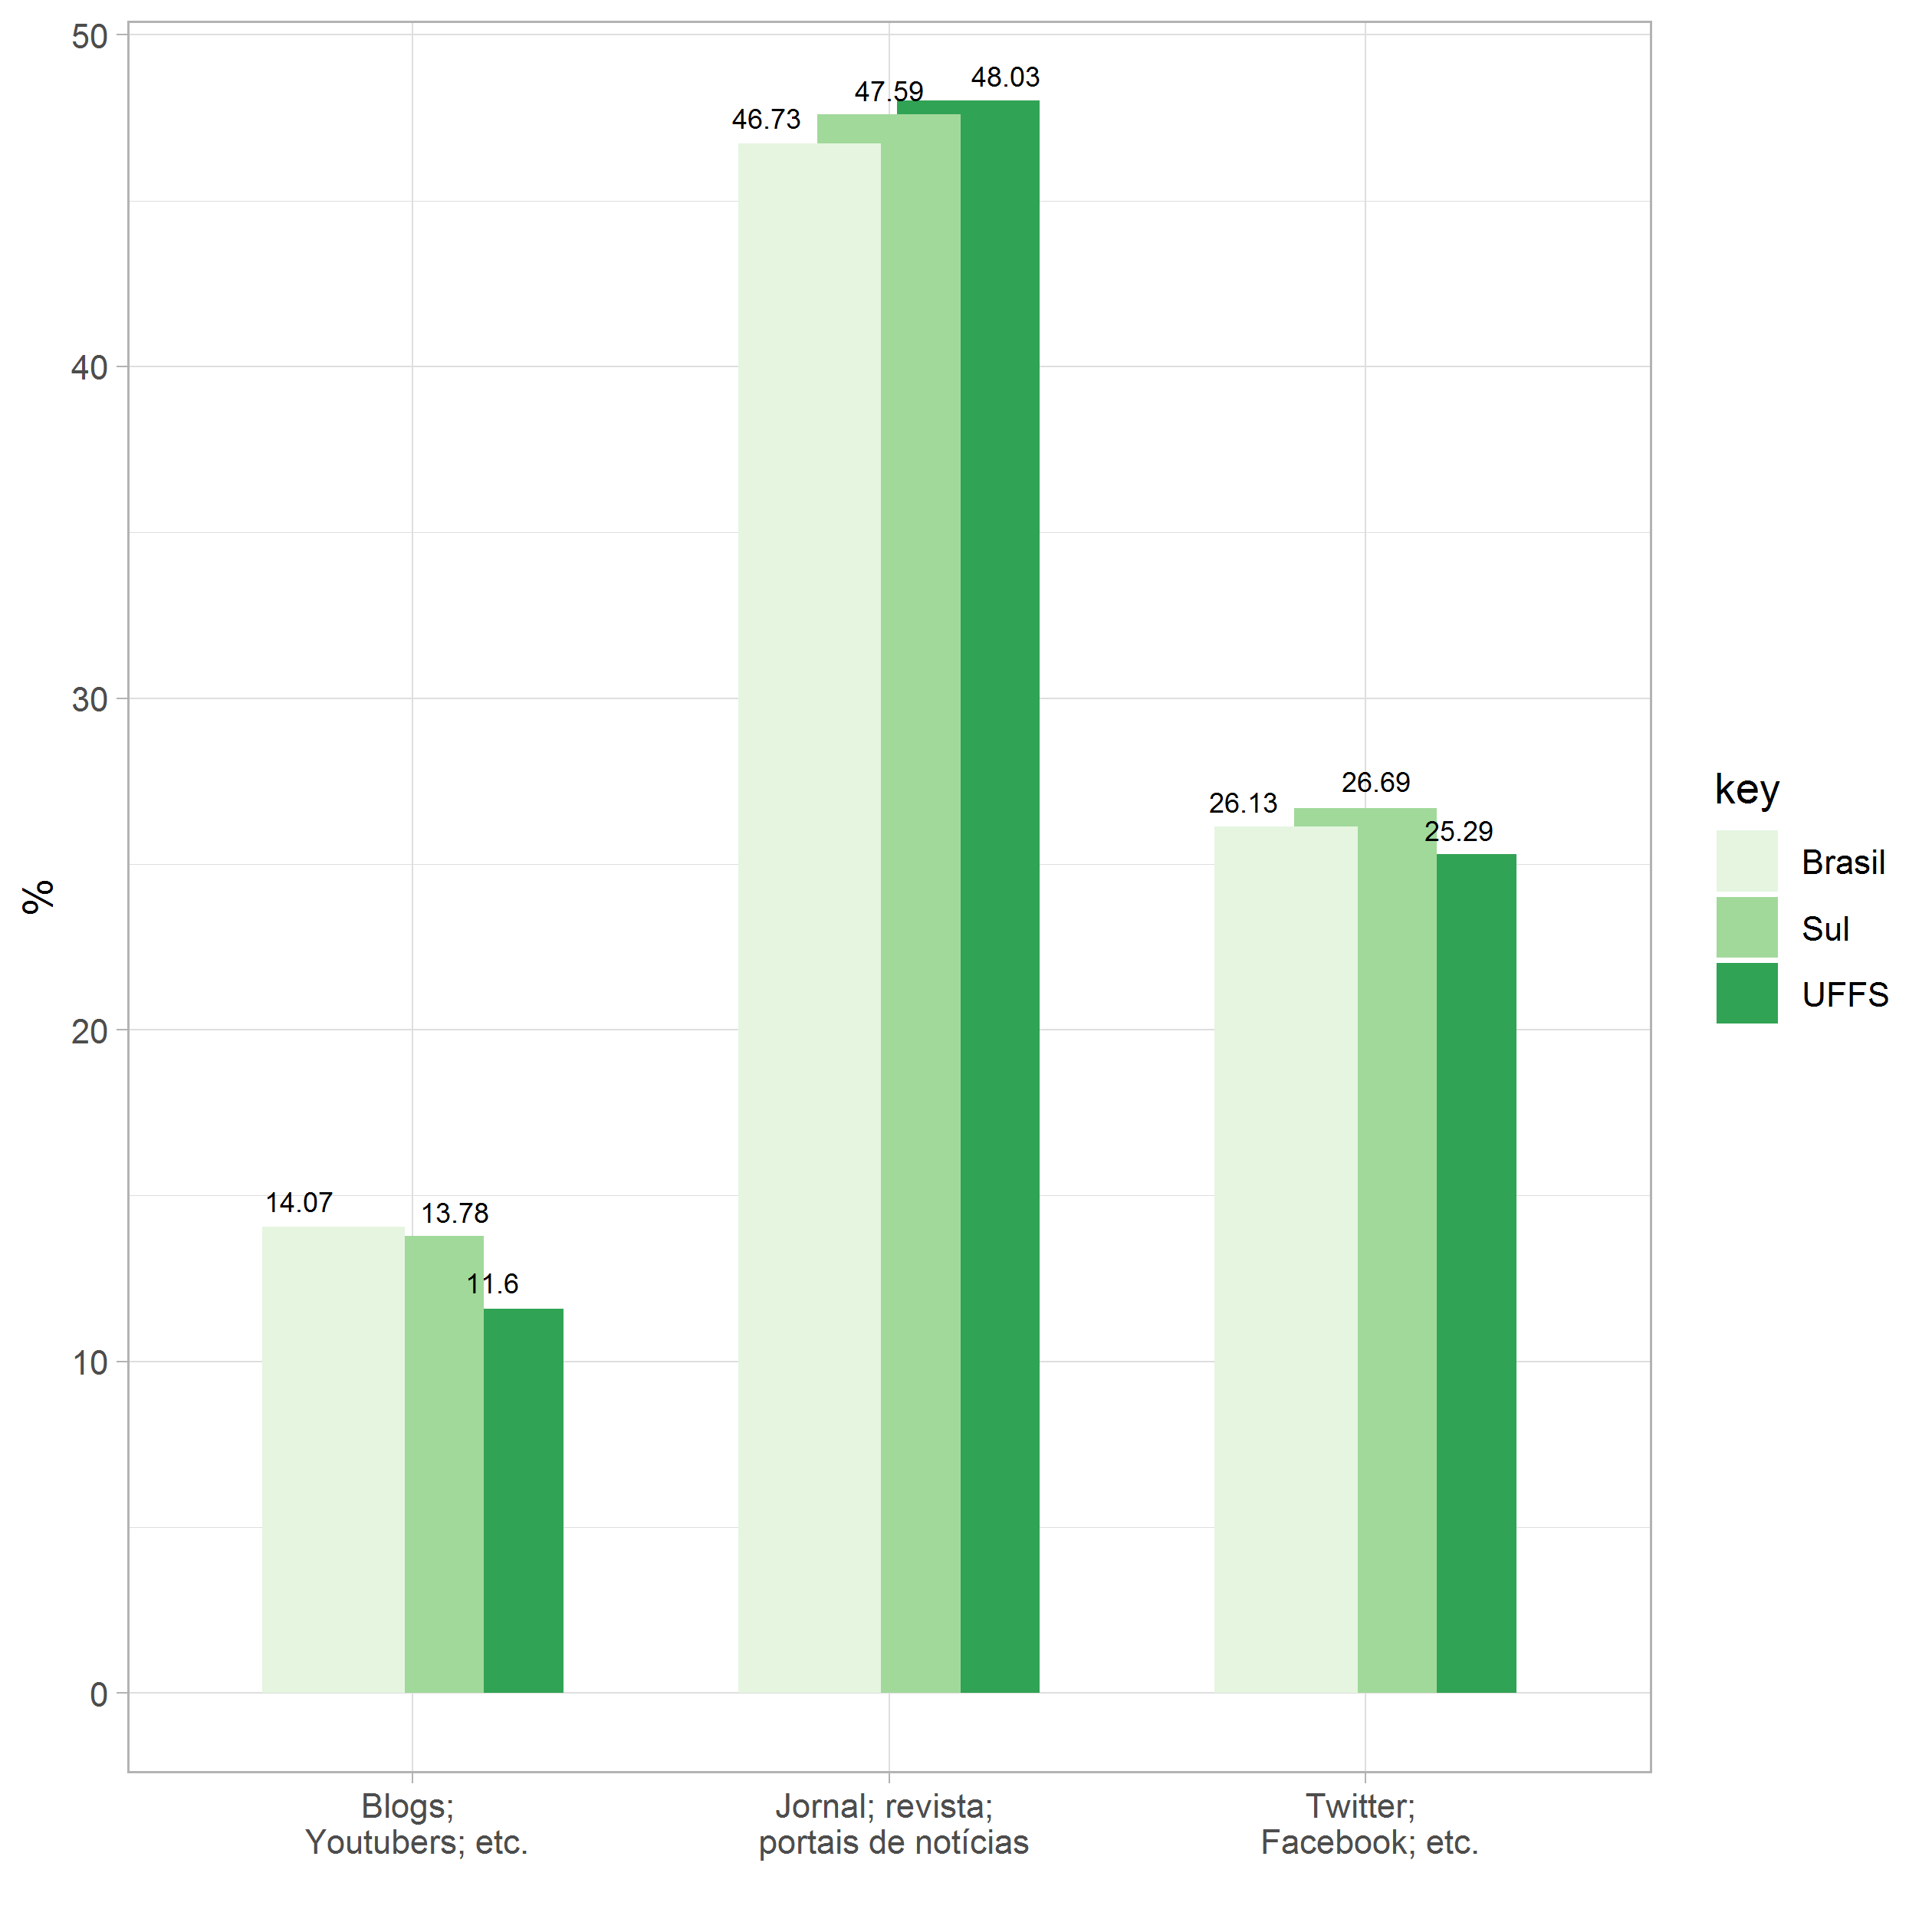 %
50
40
30
20
10
0
14.07
13.78
11.6
46.73
47.59
48.03
26.13
26.69
25.29
Blogs;
Youtubers; etc.
Jornal; revista;
portais de notícias
Twitter;
Facebook; etc.
key
Brasil
Sul
UFFS